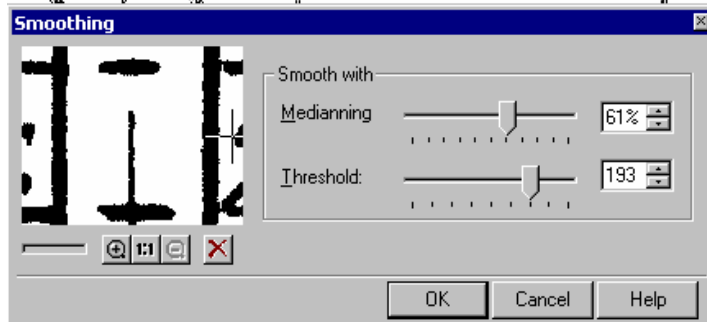 Smoothing
Smooth with
Medianning 61%
Threshold: 193
1:1
OK Cancel Help